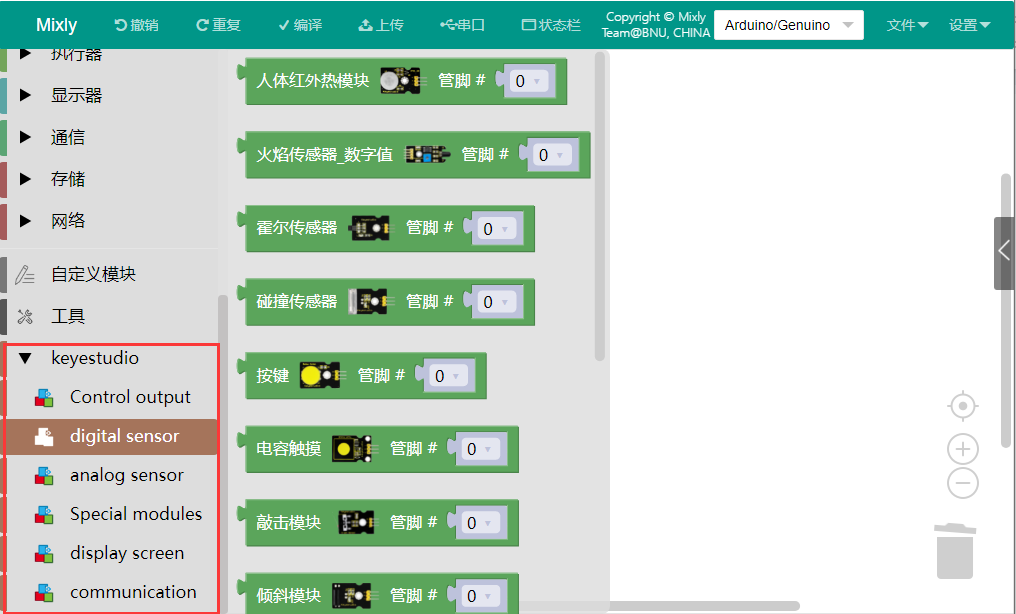 Mixly 撤销 重复 编译 上传 串口 状态栏 Copyright © Mixly Team@BNU, CHINA Arduino/Genuino 文件 设置
执行器
显示器
通信
存储
网络
自定义模块
工具
keyestudio
Control output
digital sensor
analog sensor
Special modules
display screen
communication
人体红外热模块 管脚 # 0
火焰传感器_数字值 管脚 # 0
霍尔传感器 管脚 # 0
碰撞传感器 管脚 # 0
按键 管脚 # 0
电容触摸 管脚 # 0
敲击模块 管脚 # 0
倾斜模块 管脚 # 0